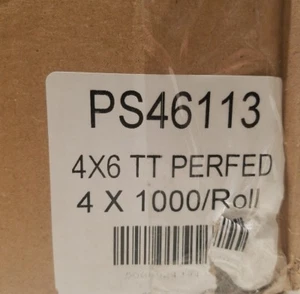 PS46113
4X6 TT PERFED
4 X 1000/Roll